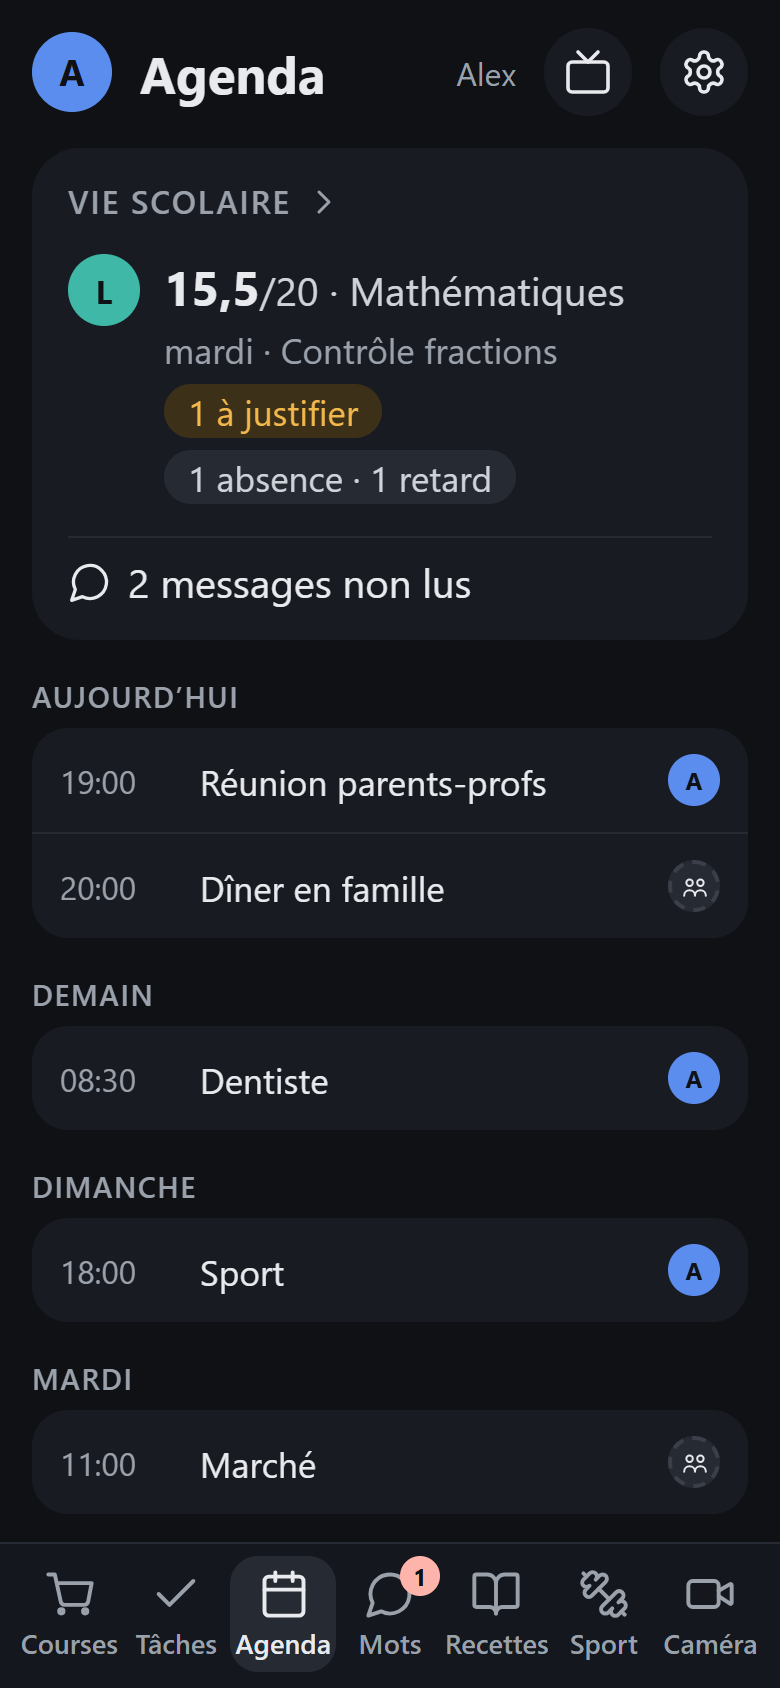 A Agenda Alex
VIE SCOLAIRE
L 15,5/20 · Mathématiques
mardi · Contrôle fractions
1 à justifier
1 absence · 1 retard
2 messages non lus
AUJOURD’HUI
19:00 Réunion parents-profs A
20:00 Dîner en famille
DEMAIN
08:30 Dentiste A
DIMANCHE
18:00 Sport A
MARDI
11:00 Marché
1
Courses Tâches Agenda Mots Recettes Sport Caméra